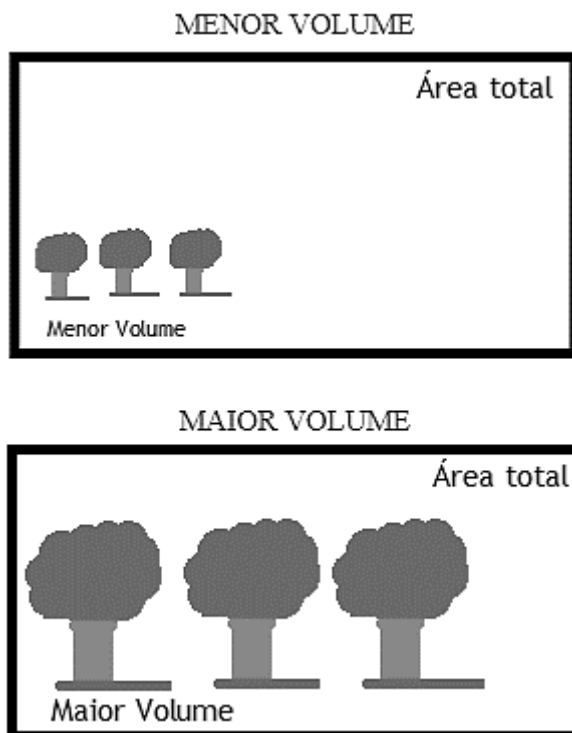 MENOR VOLUME
Área total
Menor Volume
MAIOR VOLUME
Área total
Maior Volume